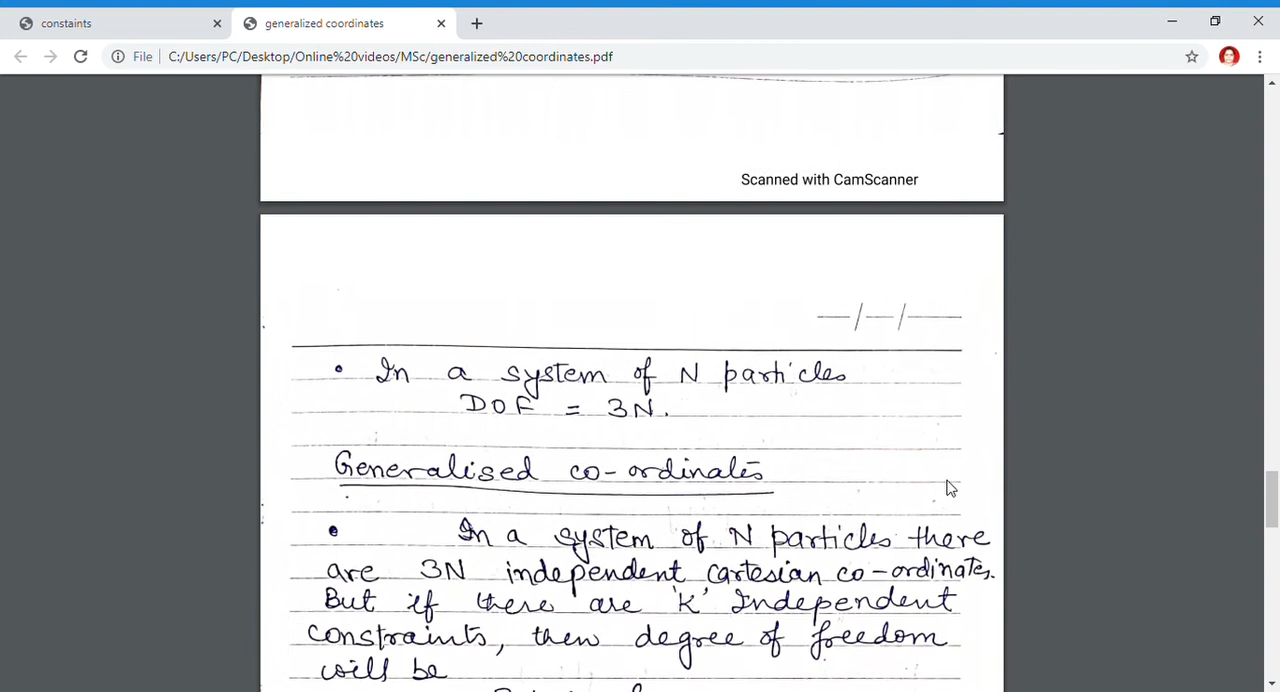 constaints
generalized coordinates
File
C:/Users/PC/Desktop/Online%20videos/MSc/generalized%20coordinates.pdf
Scanned with CamScanner
—/—/—
• In a system of N particles
DOF = 3N.
Generalised co-ordinates
• In a system of N particles there
are 3N independent cartesian co-ordinates.
But if there are 'K' Independent
constraints, then degree of freedom
will be